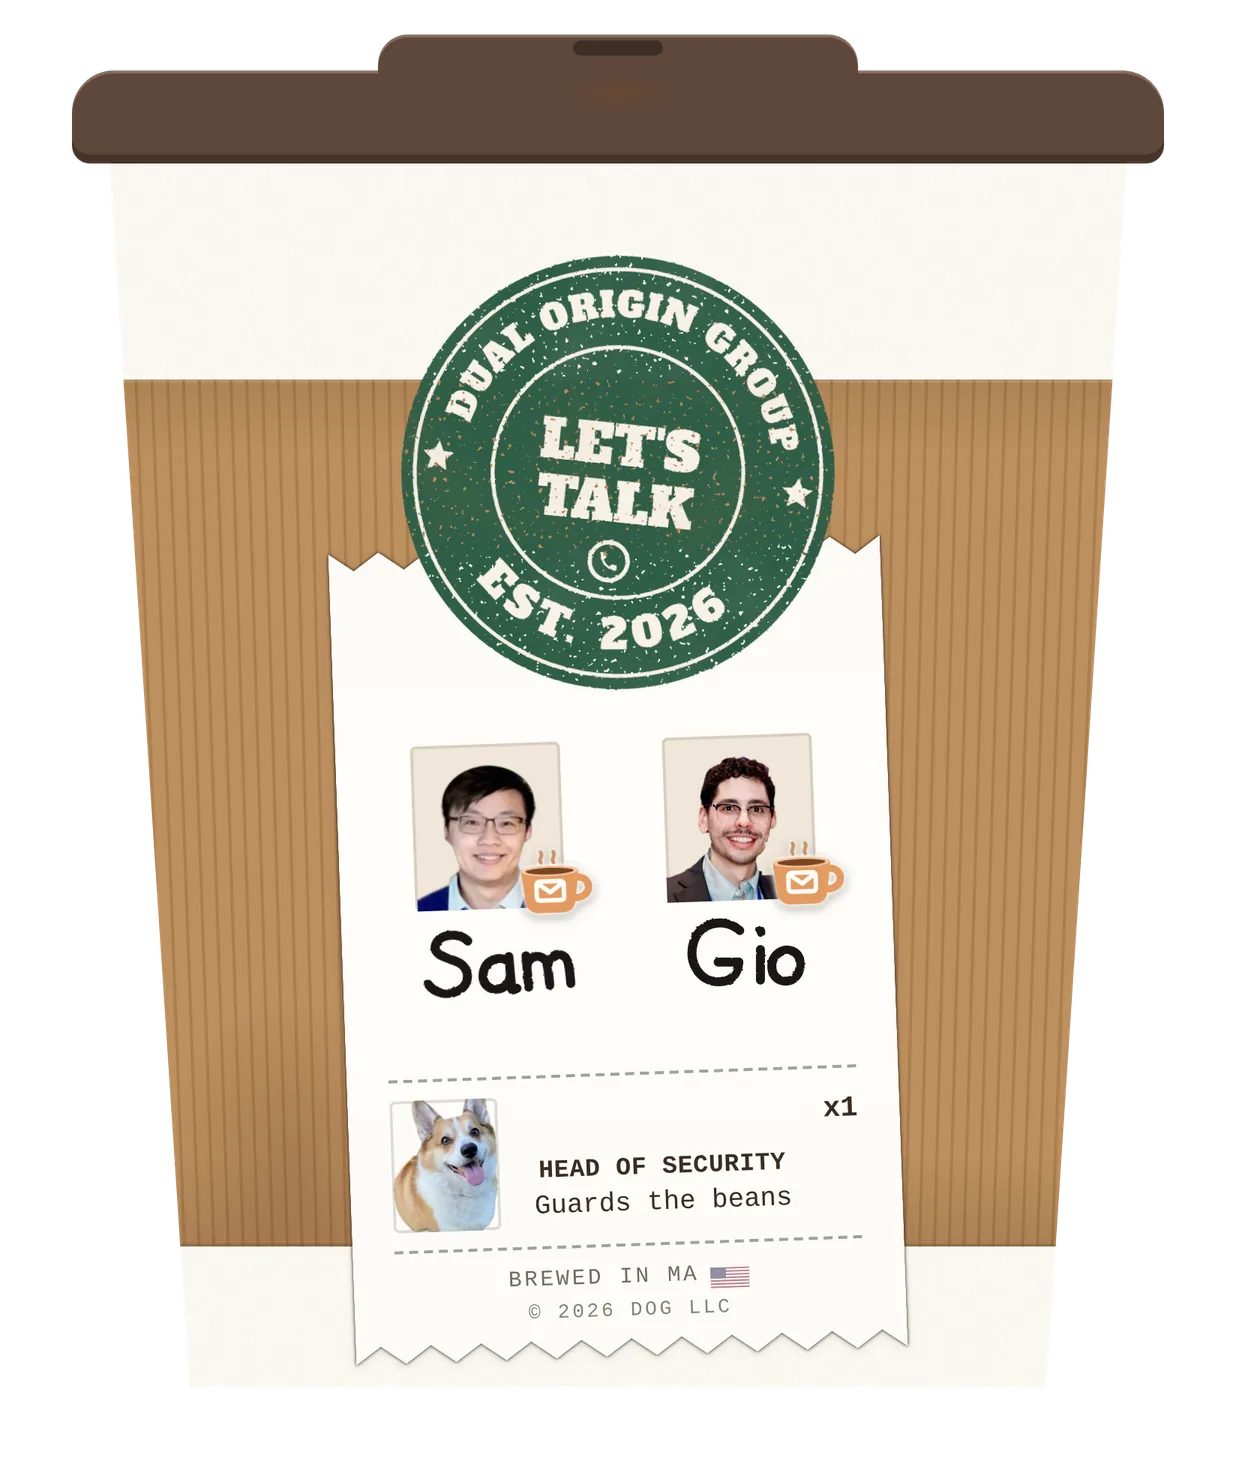 DUAL ORIGIN GROUP
LET'S
TALK
EST. 2026
Sam
Gio
x1
HEAD OF SECURITY
Guards the beans
BREWED IN MA
© 2026 DOG LLC